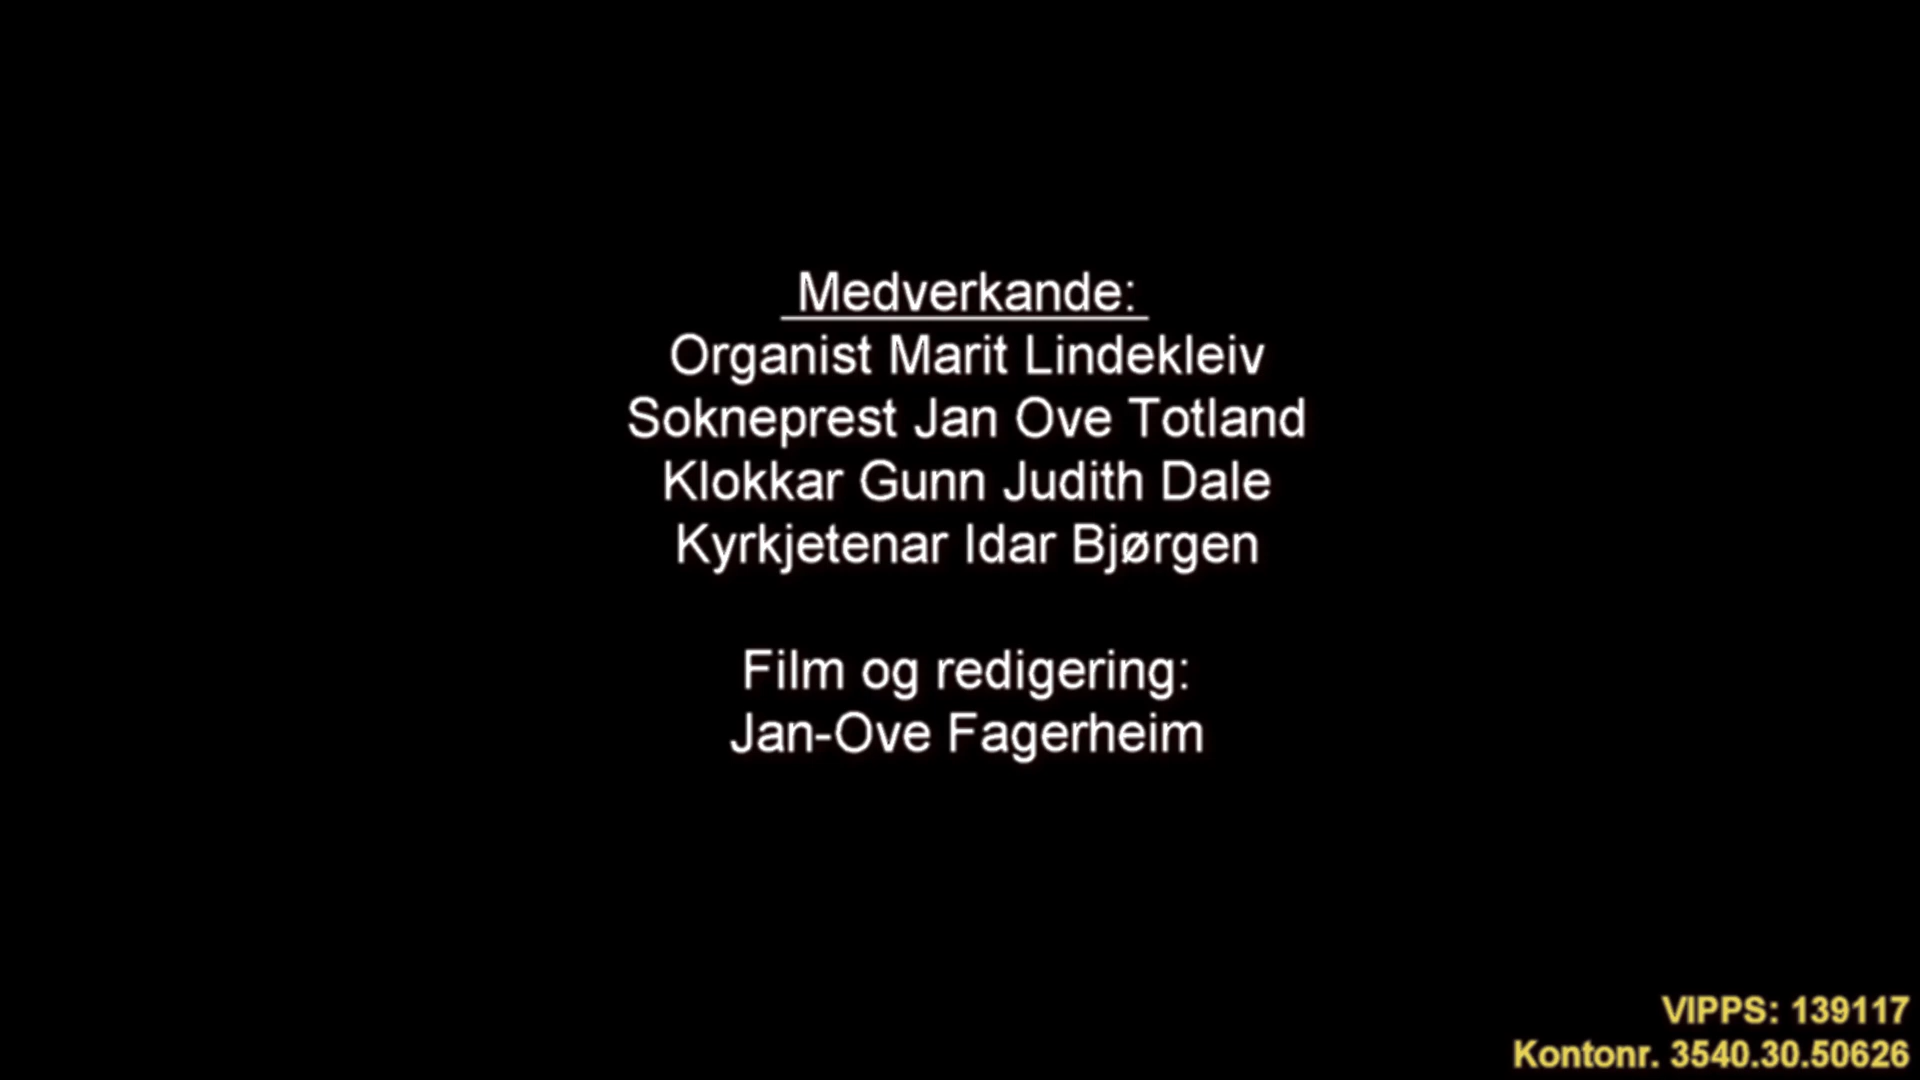 Medverkande:
Organist Marit Lindekleiv
Sokneprest Jan Ove Totland
Klokkar Gunn Judith Dale
Kyrkjetenar Idar Bjørgen
Film og redigering:
Jan-Ove Fagerheim
VIPPS: 139117
Kontonr. 3540.30.50626